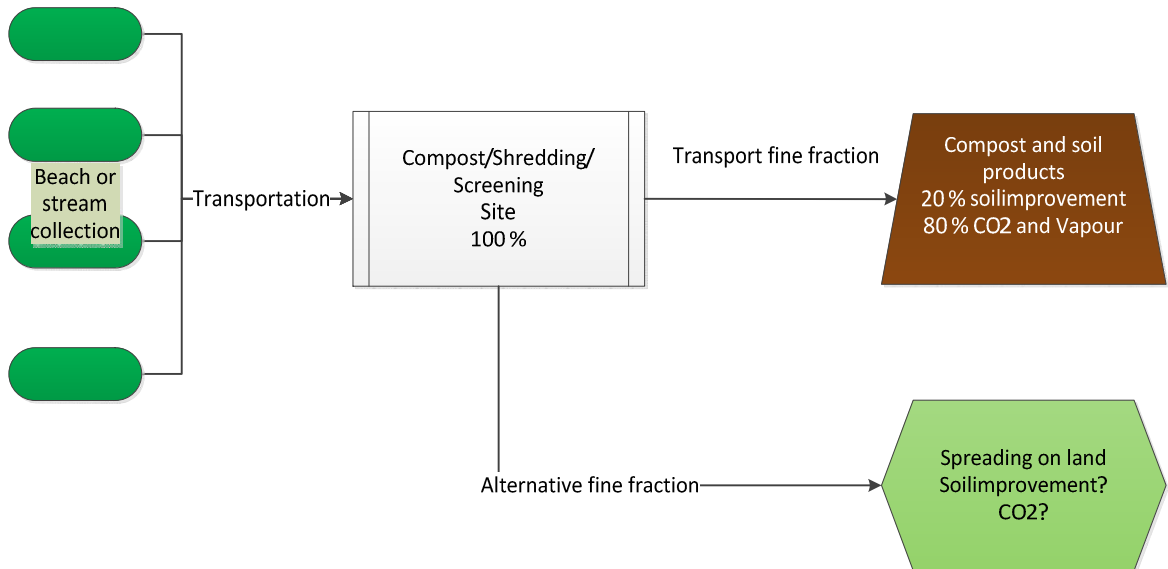 Beach or
stream
collection
Transportation
Compost/Shredding/
Screening
Site
100 %
Transport fine fraction
Compost and soil
products
20 % soilimprovement
80 % CO2 and Vapour
Alternative fine fraction
Spreading on land
Soilimprovement?
CO2?